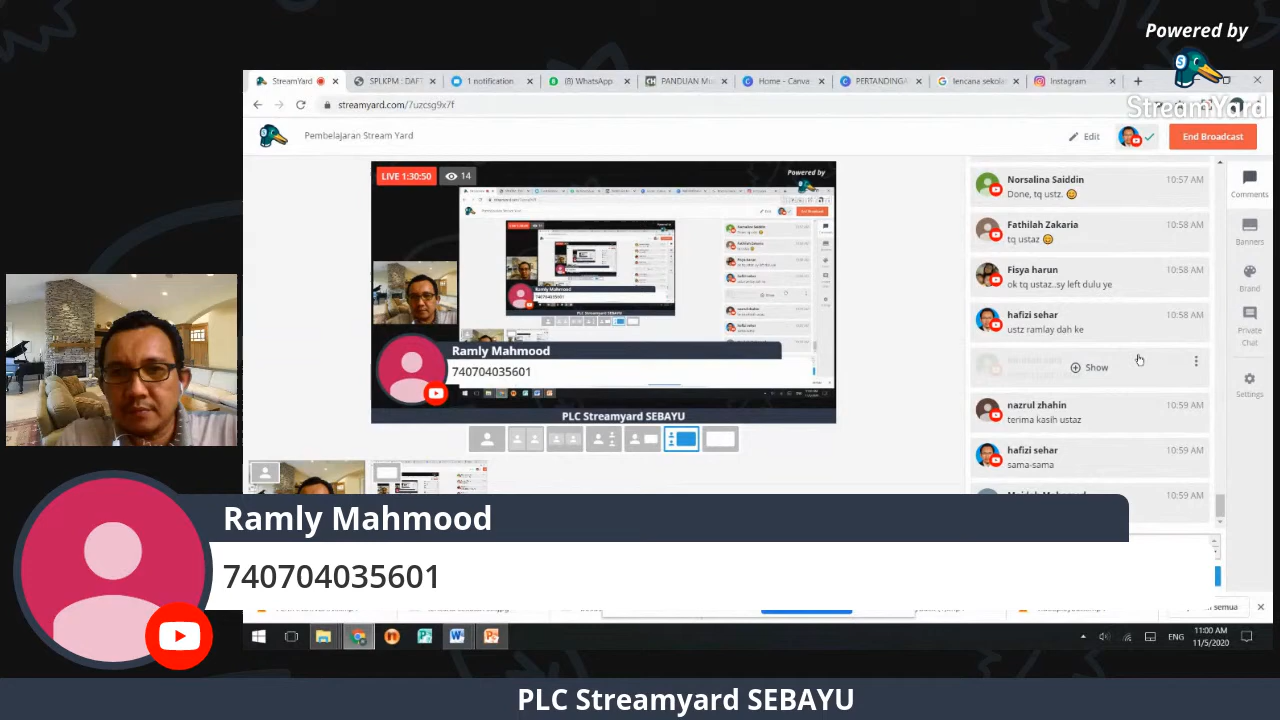 Powered by
StreamYard
StreamYard
SPLKPM : DAFT
1 notification
(8) WhatsApp
PANDUAN Mu
Home - Canva
PERTANDINGA
lencana sekola
Instagram
streamyard.com/7uzcsg9x7f
Pembelajaran Stream Yard
Edit
End Broadcast
LIVE 1:30:50
14
Powered by
Ramly Mahmood
740704035601
Ramly Mahmood
740704035601
PLC Streamyard SEBAYU
PLC Streamyard SEBAYU
Norsalina Saiddin
10:57 AM
Done, tq ustz. 😊
Fathilah Zakaria
10:58 AM
tq ustaz 😊
Fisya harun
10:58 AM
ok tq ustaz..sy left dulu ye
hafizi sehar
10:58 AM
ustz ramlay dah ke
Show
nazrul zhahin
10:59 AM
terima kasih ustaz
hafizi sehar
10:59 AM
sama-sama
10:59 AM
Comments
Banners
Brand
Private
Chat
Settings
Ramly Mahmood
740704035601
ENG
11:00 AM
11/5/2020
PLC Streamyard SEBAYU